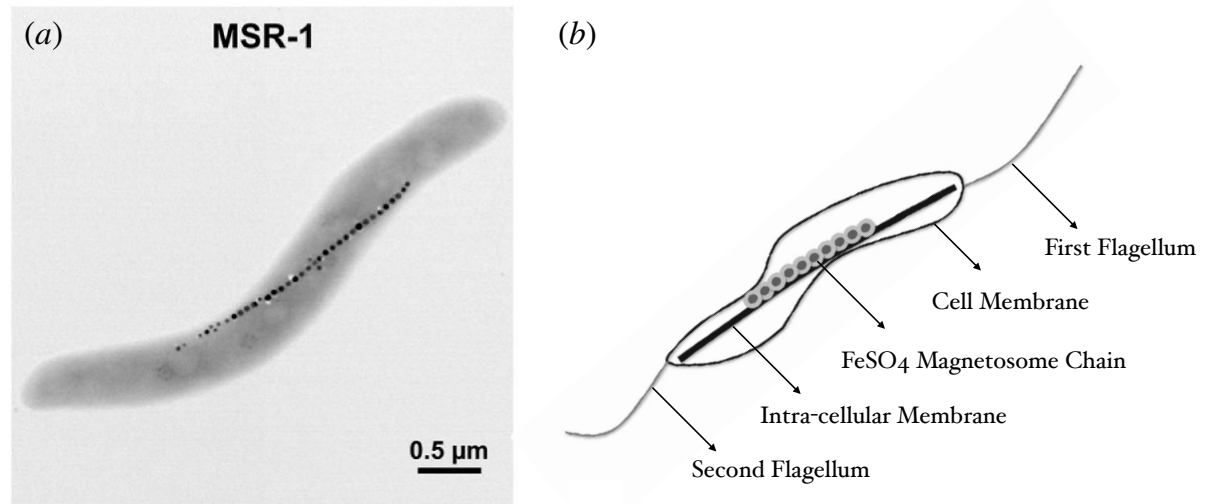 (a)
MSR-1
0.5 μm
(b)
First Flagellum
Cell Membrane
FeSO4 Magnetosome Chain
Intra-cellular Membrane
Second Flagellum